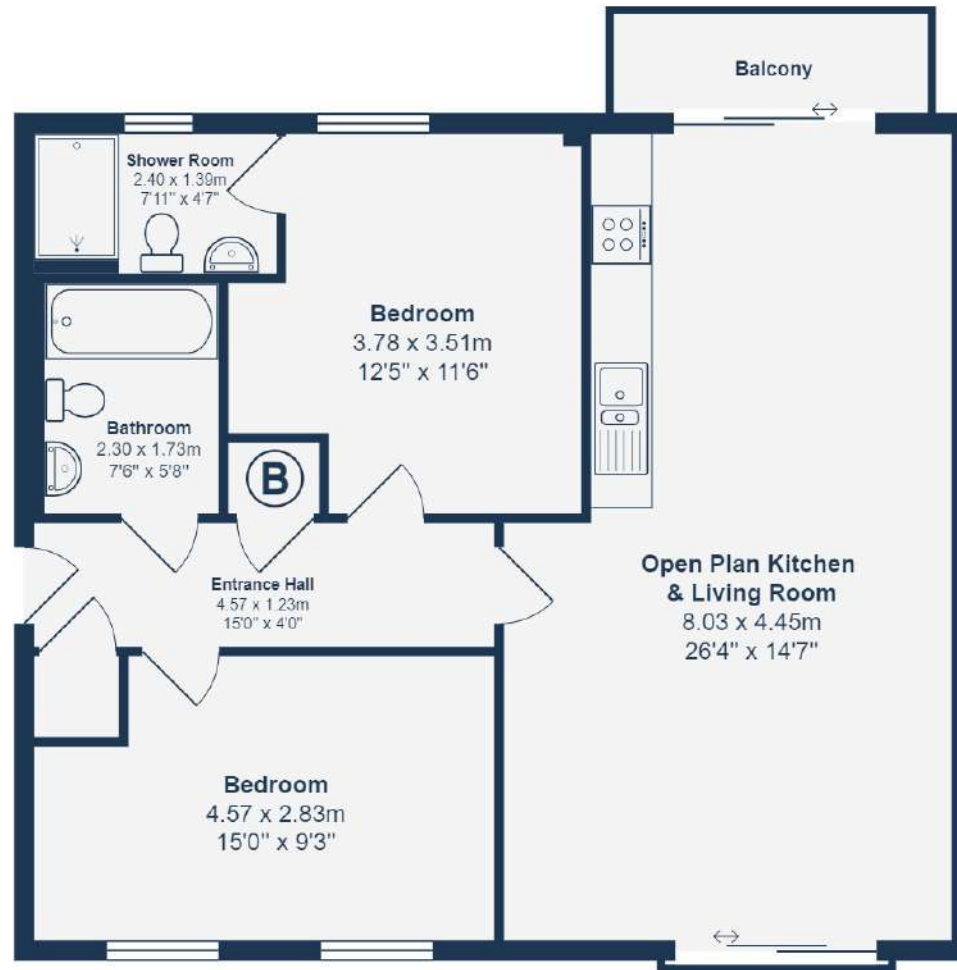 Balcony
Shower Room
2.40 x 1.39m
7'11" x 4'7"
Bedroom
3.78 x 3.51m
12'5" x 11'6"
Bathroom
2.30 x 1.73m
7'6" x 5'8"
B
Entrance Hall
4.57 x 1.23m
15'0" x 4'0"
Open Plan Kitchen
& Living Room
8.03 x 4.45m
26'4" x 14'7"
Bedroom
4.57 x 2.83m
15'0" x 9'3"